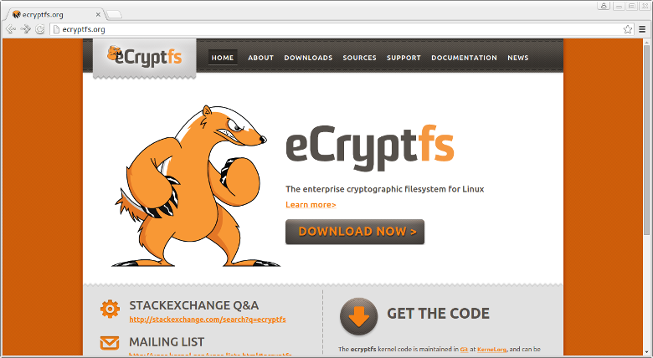 ecryptfs.org
ecryptfs.org
eCryptfs
HOME ABOUT DOWNLOADS SOURCES SUPPORT DOCUMENTATION NEWS
eCryptfs
The enterprise cryptographic filesystem for Linux
Learn more>
DOWNLOAD NOW >
STACKEXCHANGE Q&A
http://stackexchange.com/search?q=ecryptfs
MAILING LIST
GET THE CODE
The ecryptfs kernel code is maintained in Git at Kernel.org, and can be